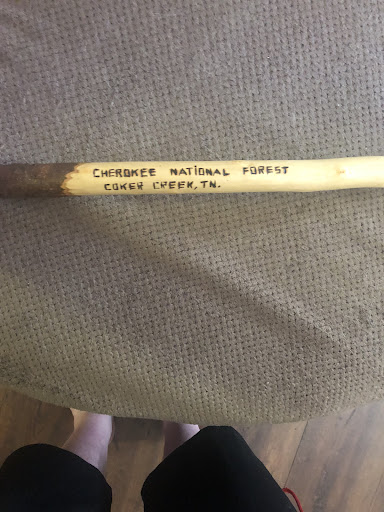 CHEROKEE NATIONAL FOREST
COKER CREEK, TN.